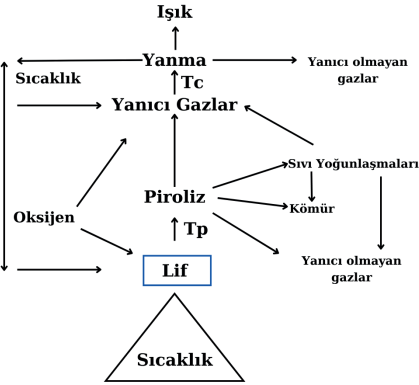 Işık
Yanma
Yanıcı olmayan
gazlar
Sıcaklık
Tc
Yanıcı Gazlar
Sıvı Yoğunlaşmaları
Piroliz
Kömür
Oksijen
Tp
Yanıcı olmayan
gazlar
Lif
Sıcaklık